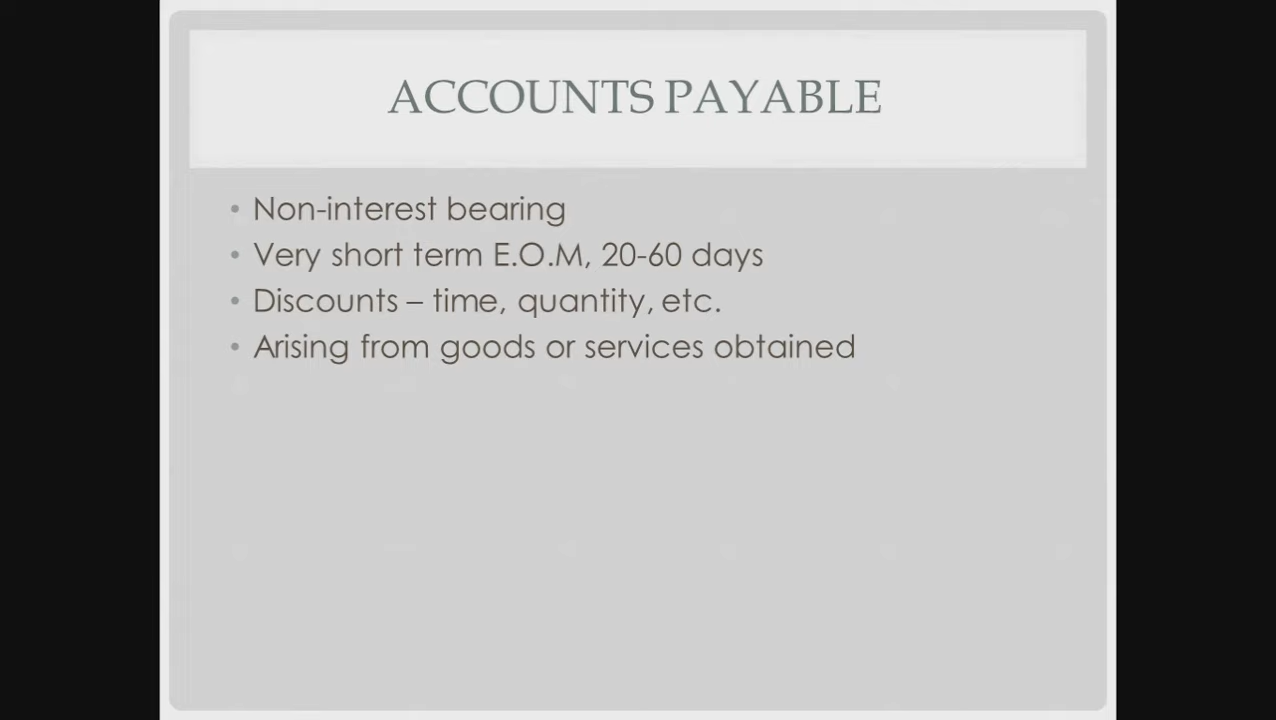 ACCOUNTS PAYABLE
• Non-interest bearing
• Very short term E.O.M, 20-60 days
• Discounts – time, quantity, etc.
• Arising from goods or services obtained